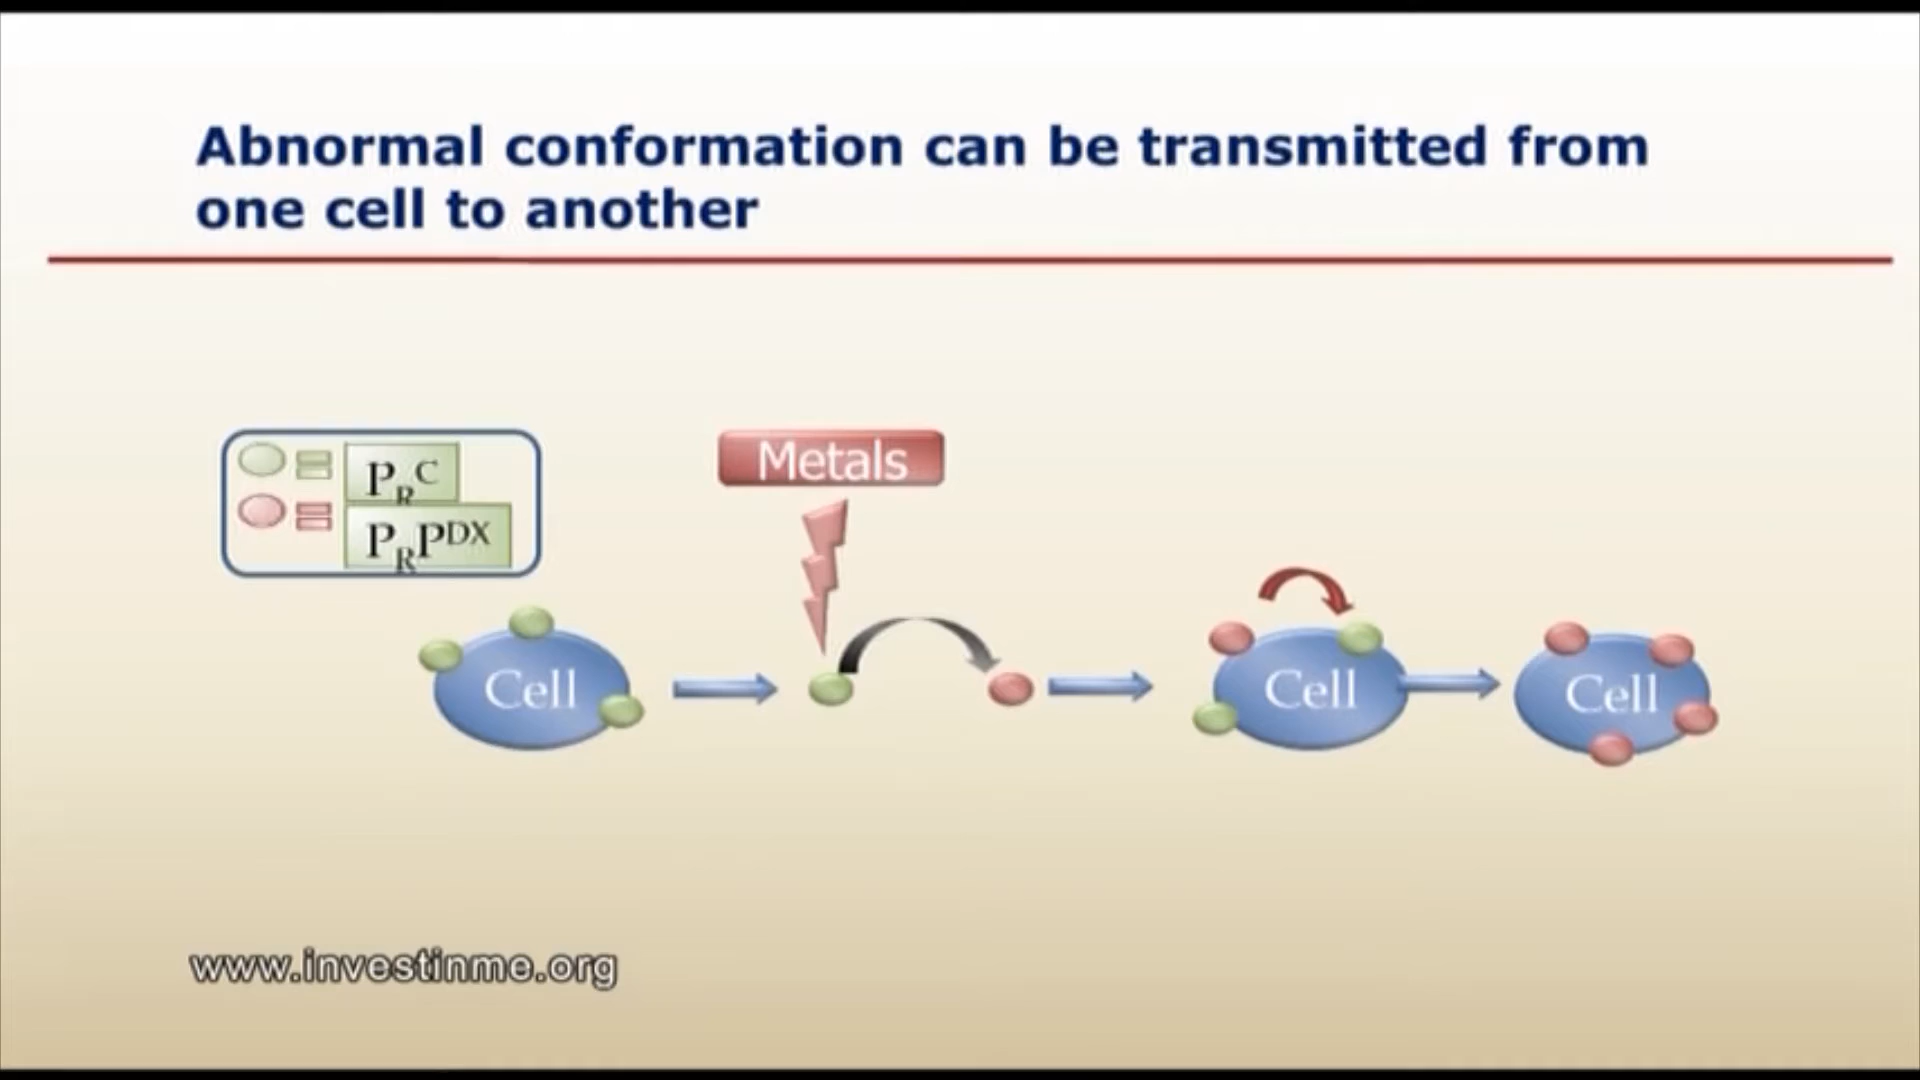 Abnormal conformation can be transmitted from
one cell to another
= PRC
= PRPDX
Metals
Cell
Cell
Cell
www.investinme.org